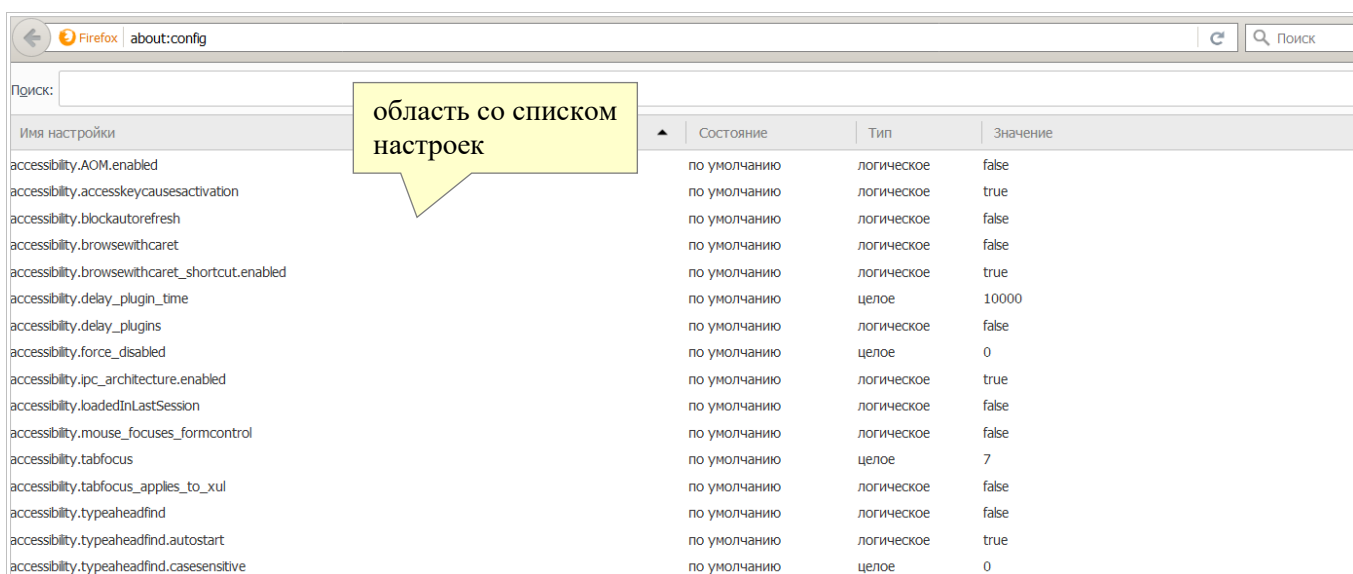 Firefox about:config Поиск
Поиск:
область со списком
настроек
Имя настройки Состояние Тип Значение
accessibility.AOM.enabled по умолчанию логическое false
accessibility.accesskeycausesactivation по умолчанию логическое true
accessibility.blockautorefresh по умолчанию логическое false
accessibility.browsewithcaret по умолчанию логическое false
accessibility.browsewithcaret_shortcut.enabled по умолчанию логическое true
accessibility.delay_plugin_time по умолчанию целое 10000
accessibility.delay_plugins по умолчанию логическое false
accessibility.force_disabled по умолчанию целое 0
accessibility.ipc_architecture.enabled по умолчанию логическое true
accessibility.loadedInLastSession по умолчанию логическое false
accessibility.mouse_focuses_formcontrol по умолчанию логическое false
accessibility.tabfocus по умолчанию целое 7
accessibility.tabfocus_applies_to_xul по умолчанию логическое false
accessibility.typeaheadfind по умолчанию логическое false
accessibility.typeaheadfind.autostart по умолчанию логическое true
accessibility.typeaheadfind.casesensitive по умолчанию целое 0